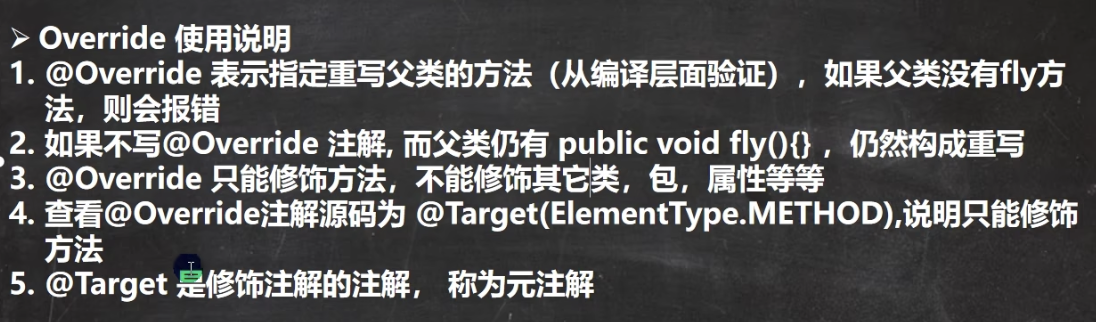 ➢ Override 使用说明
1. @Override 表示指定重写父类的方法（从编译层面验证），如果父类没有fly方
法，则会报错
2. 如果不写@Override 注解, 而父类仍有 public void fly(){} ，仍然构成重写
3. @Override 只能修饰方法，不能修饰其它类，包，属性等等
4. 查看@Override注解源码为 @Target(ElementType.METHOD),说明只能修饰
方法
5. @Target 是修饰注解的注解， 称为元注解